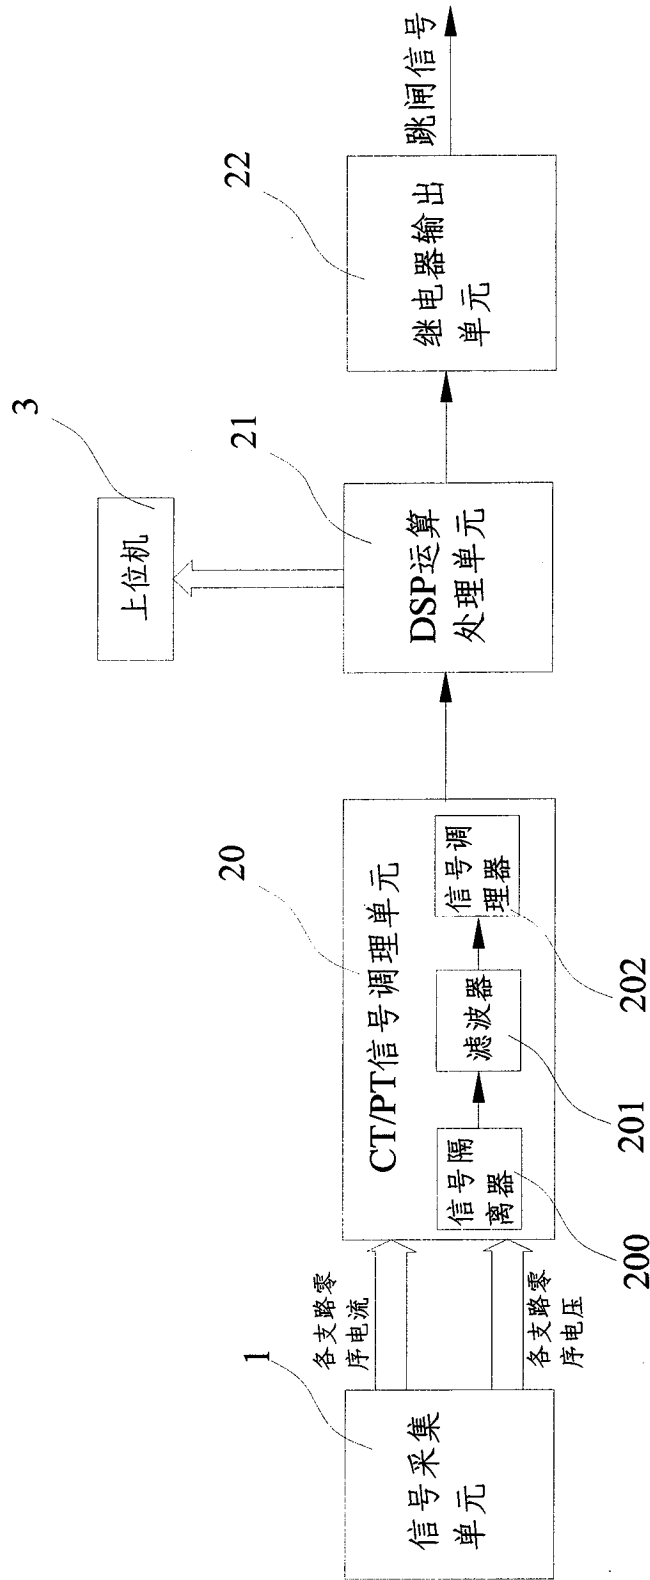 1
信号采集
单元
各支路零
序电流
各支路零
序电压
20
CT/PT信号调理单元
信号隔
离器
200
滤波器
201
信号调
理器
202
3
上位机
21
DSP运算
处理单元
22
继电器输出
单元
跳闸信号